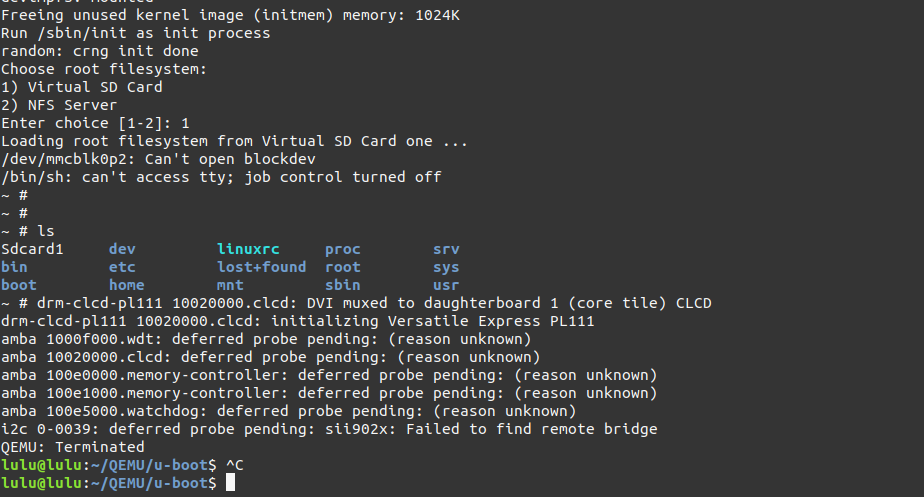 Freeing unused kernel image (initmem) memory: 1024K
Run /sbin/init as init process
random: crng init done
Choose root filesystem:
1) Virtual SD Card
2) NFS Server
Enter choice [1-2]: 1
Loading root filesystem from Virtual SD Card one ...
/dev/mmcblk0p2: Can't open blockdev
/bin/sh: can't access tty; job control turned off
~ #
~ #
~ # ls
Sdcard1 dev linuxrc proc srv
bin etc lost+found root sys
boot home mnt sbin usr
~ # drm-clcd-pl111 10020000.clcd: DVI muxed to daughterboard 1 (core tile) CLCD
drm-clcd-pl111 10020000.clcd: initializing Versatile Express PL111
amba 1000f000.wdt: deferred probe pending: (reason unknown)
amba 10020000.clcd: deferred probe pending: (reason unknown)
amba 100e0000.memory-controller: deferred probe pending: (reason unknown)
amba 100e1000.memory-controller: deferred probe pending: (reason unknown)
amba 100e5000.watchdog: deferred probe pending: (reason unknown)
i2c 0-0039: deferred probe pending: sii902x: Failed to find remote bridge
QEMU: Terminated
lulu@lulu:~/QEMU/u-boot$ ^C
lulu@lulu:~/QEMU/u-boot$